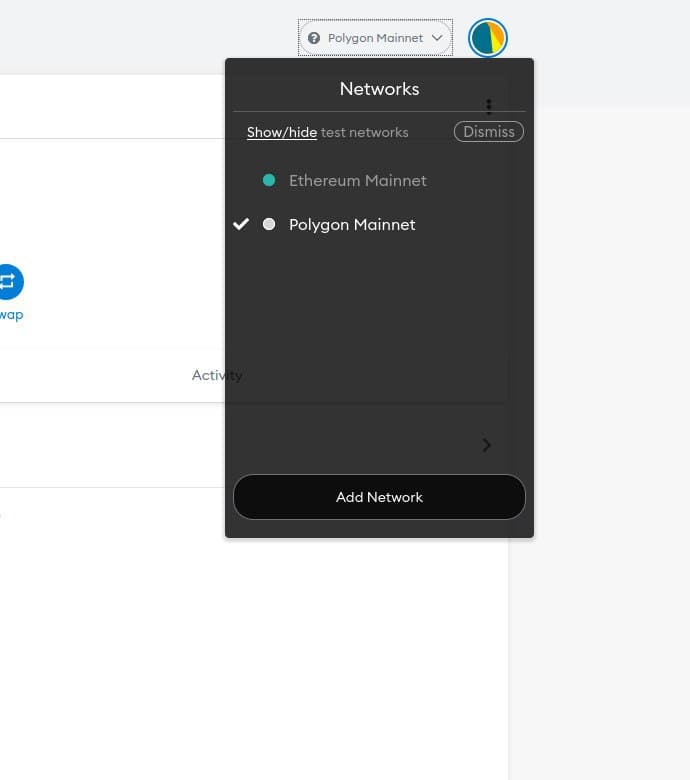 Polygon Mainnet
Networks
Show/hide test networks
Dismiss
Ethereum Mainnet
Polygon Mainnet
wap
Activity
Add Network